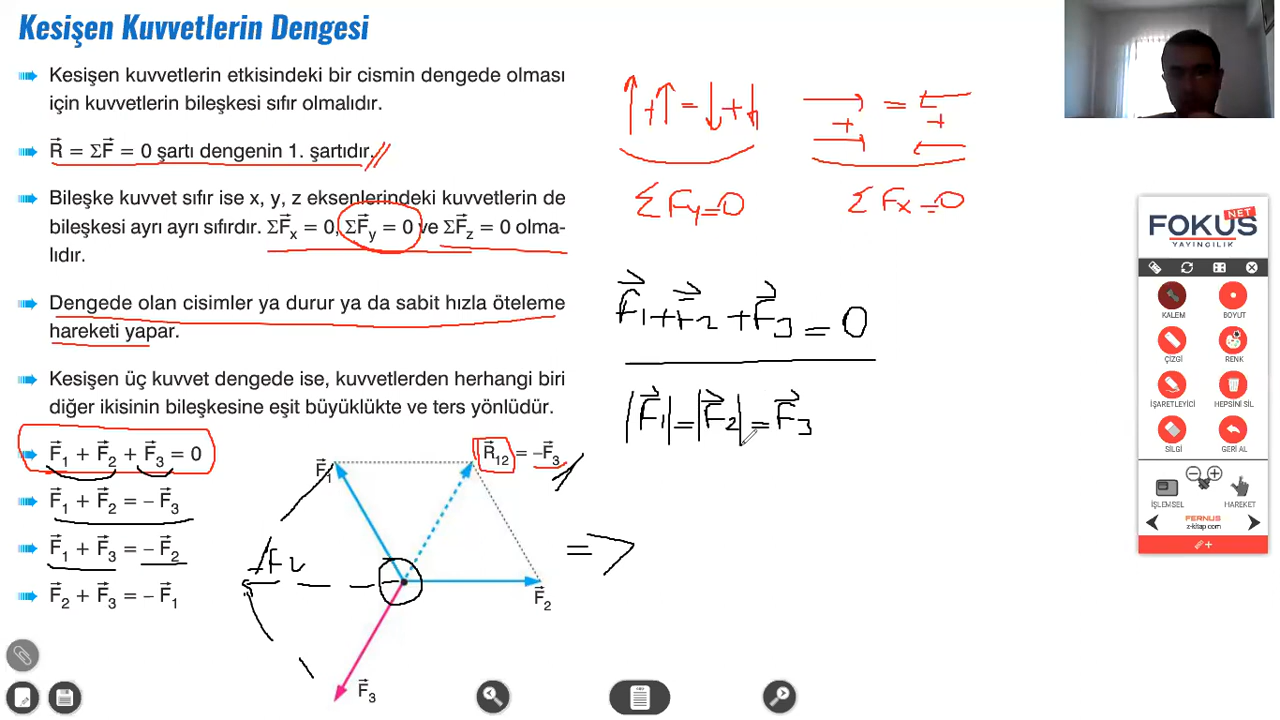 Kesişen Kuvvetlerin Dengesi
Kesişen kuvvetlerin etkisindeki bir cismin dengede olması
için kuvvetlerin bileşkesi sıfır olmalıdır.
R⃗ = ΣF⃗ = 0 şartı dengenin 1. şartıdır.
Bileşke kuvvet sıfır ise x, y, z eksenlerindeki kuvvetlerin de
bileşkesi ayrı ayrı sıfırdır. ΣF⃗x = 0, ΣF⃗y = 0 ve ΣF⃗z = 0 olma-
lıdır.
Dengede olan cisimler ya durur ya da sabit hızla öteleme
hareketi yapar.
Kesişen üç kuvvet dengede ise, kuvvetlerden herhangi biri
diğer ikisinin bileşkesine eşit büyüklükte ve ters yönlüdür.
F⃗1 + F⃗2 + F⃗3 = 0
F⃗1 + F⃗2 = – F⃗3
F⃗1 + F⃗3 = – F⃗2
F⃗2 + F⃗3 = – F⃗1
F⃗1
R⃗12 = –F⃗3
F⃗2
F⃗3
-F2
=>
↑+↑=↓+↓
ΣFy=0
→ + → = ← + ←
ΣFx=0
F⃗1+F⃗2+F⃗3=0
|F⃗1|=|F⃗2|=F⃗3
FOKUS
NET
YAYINCILIK
KALEM
BOYUT
ÇİZGİ
RENK
İŞARETLEYİCİ
HEPSİNİ SİL
SİLGİ
GERİ AL
İŞLEMSEL
HAREKET
FERNUS
z-kitap.com